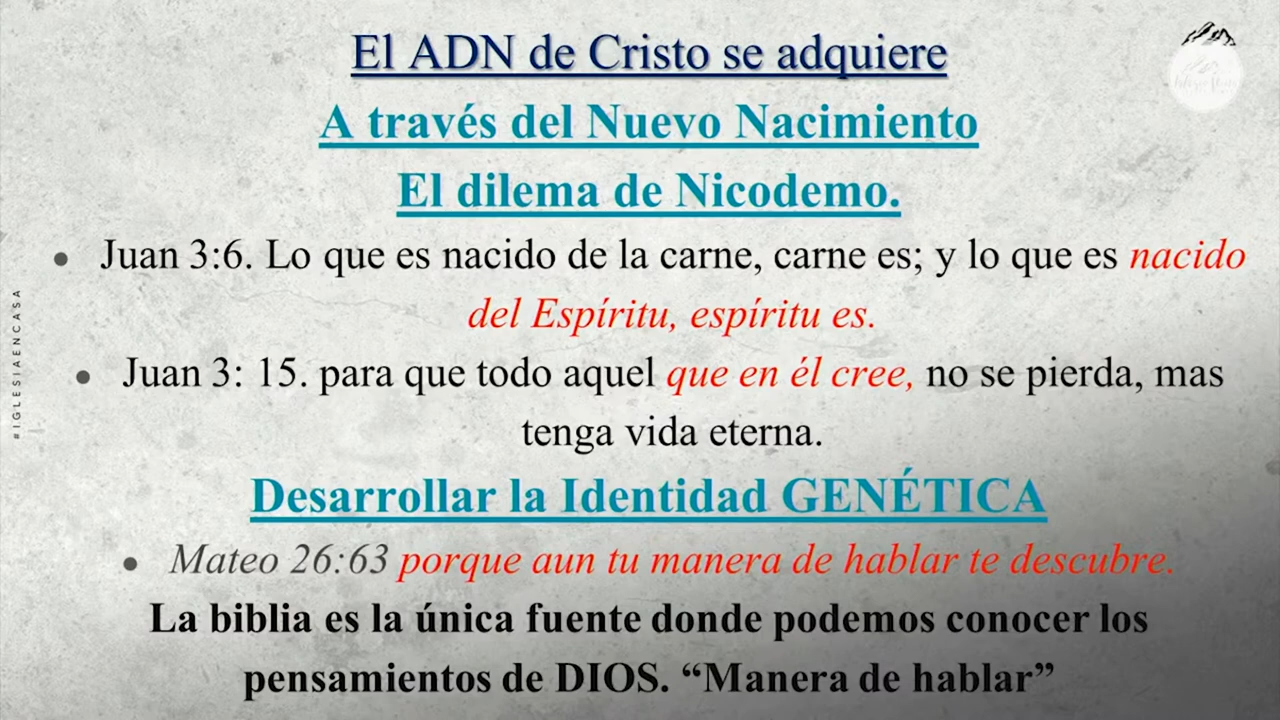 El ADN de Cristo se adquiere
A través del Nuevo Nacimiento
El dilema de Nicodemo.
• Juan 3:6. Lo que es nacido de la carne, carne es; y lo que es nacido
del Espíritu, espíritu es.
• Juan 3: 15. para que todo aquel que en él cree, no se pierda, mas
tenga vida eterna.
Desarrollar la Identidad GENÉTICA
• Mateo 26:63 porque aun tu manera de hablar te descubre.
La biblia es la única fuente donde podemos conocer los
pensamientos de DIOS. “Manera de hablar”
#IGLESIAENCASA